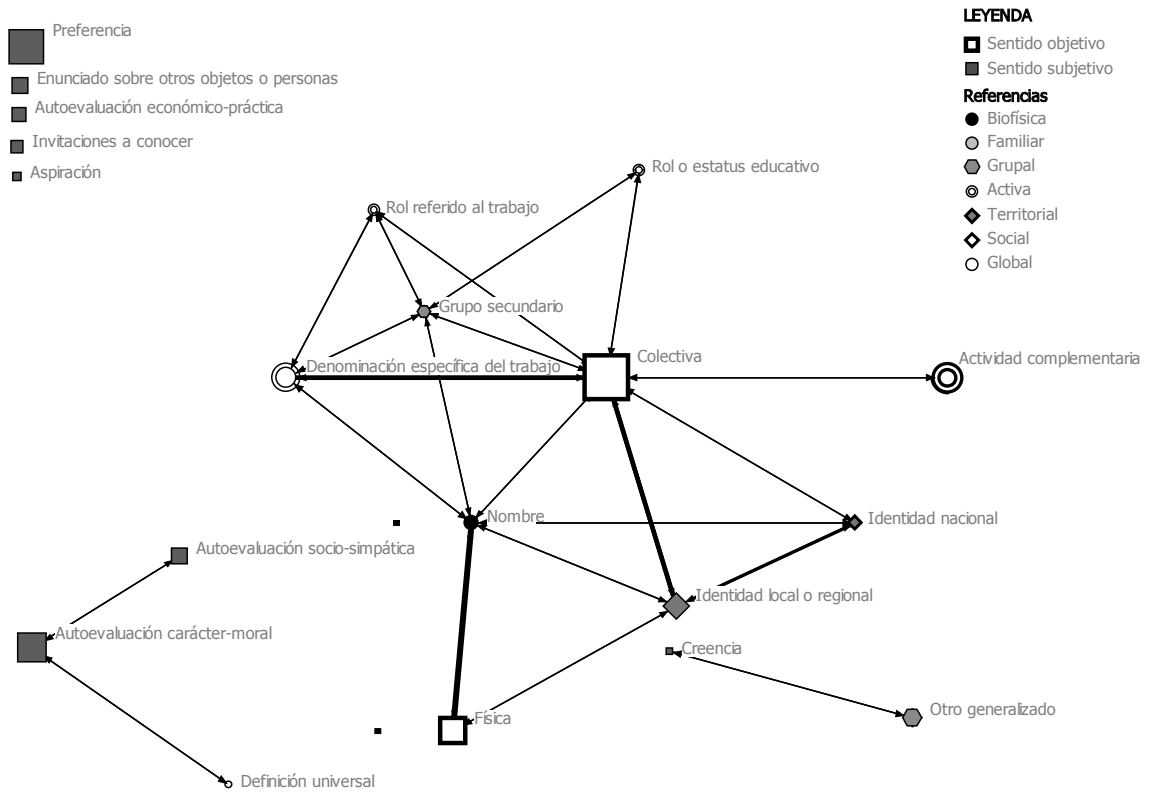 Preferencia
Enunciado sobre otros objetos o personas
Autoevaluación económico-práctica
Invitaciones a conocer
Aspiración
LEYENDA
Sentido objetivo
Sentido subjetivo
Referencias
Biofísica
Familiar
Grupal
Activa
Territorial
Social
Global
Rol o estatus educativo
Rol referido al trabajo
Grupo secundario
Denominación específica del trabajo
Colectiva
Actividad complementaria
Nombre
Identidad nacional
Autoevaluación socio-simpática
Identidad local o regional
Autoevaluación carácter-moral
Creencia
Física
Otro generalizado
Definición universal